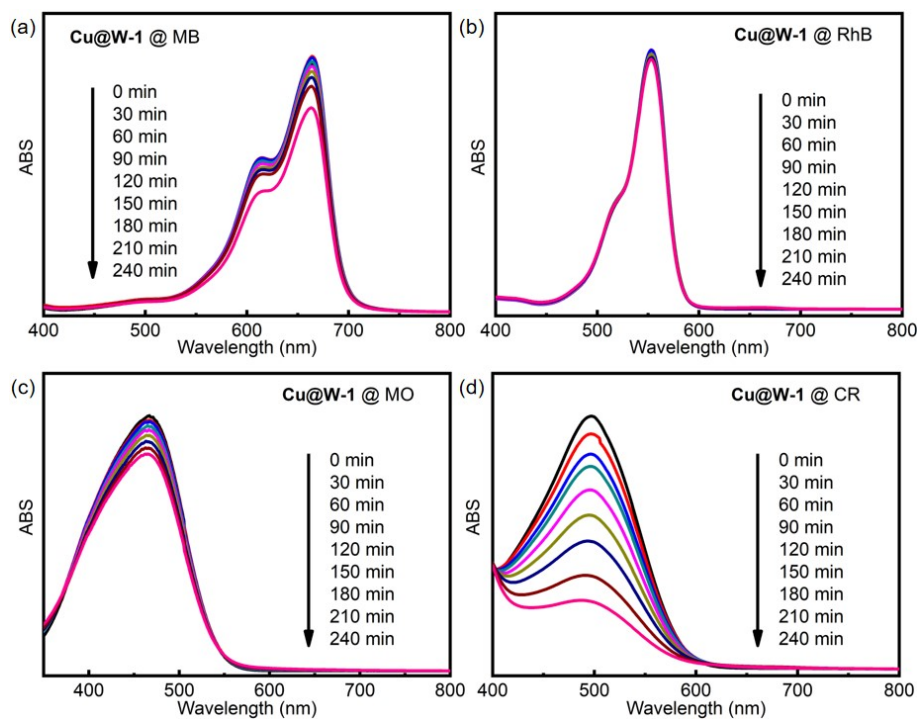 (a)
Cu@W-1 @ MB
0 min
30 min
60 min
90 min
120 min
150 min
180 min
210 min
240 min
ABS
400 500 600 700 800
Wavelength (nm)
(b)
Cu@W-1 @ RhB
0 min
30 min
60 min
90 min
120 min
150 min
180 min
210 min
240 min
ABS
400 500 600 700 800
Wavelength (nm)
(c)
Cu@W-1 @ MO
0 min
30 min
60 min
90 min
120 min
150 min
180 min
210 min
240 min
ABS
400 500 600 700 800
Wavelength (nm)
(d)
Cu@W-1 @ CR
0 min
30 min
60 min
90 min
120 min
150 min
180 min
210 min
240 min
ABS
400 500 600 700 800
Wavelength (nm)